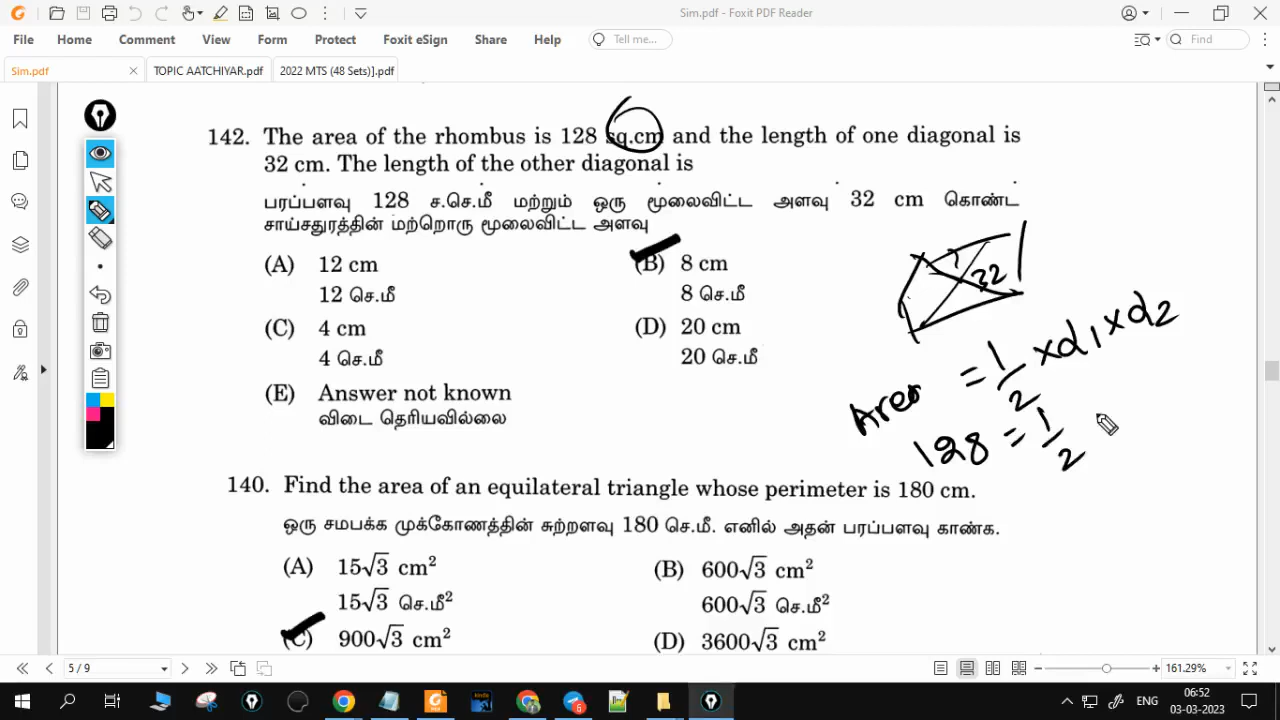 Sim.pdf - Foxit PDF Reader
File Home Comment View Form Protect Foxit eSign Share Help Tell me... Find
Sim.pdf TOPIC AATCHIYAR.pdf 2022 MTS (48 Sets)].pdf
142. The area of the rhombus is 128 sq.cm and the length of one diagonal is
32 cm. The length of the other diagonal is
பரப்பளவு 128 ச.செ.மீ மற்றும் ஒரு மூலைவிட்ட அளவு 32 cm கொண்ட
சாய்சதுரத்தின் மற்றொரு மூலைவிட்ட அளவு
(A) 12 cm (B) 8 cm
12 செ.மீ 8 செ.மீ
(C) 4 cm (D) 20 cm
4 செ.மீ 20 செ.மீ
(E) Answer not known
விடை தெரியவில்லை
32
Area = 1/2 × d1 × d2
128 = 1/2
140. Find the area of an equilateral triangle whose perimeter is 180 cm.
ஒரு சமபக்க முக்கோணத்தின் சுற்றளவு 180 செ.மீ. எனில் அதன் பரப்பளவு காண்க.
(A) 15√3 cm² (B) 600√3 cm²
15√3 செ.மீ² 600√3 செ.மீ²
(C) 900√3 cm² (D) 3600√3 cm²
5 / 9 161.29%
ENG 06:52
03-03-2023